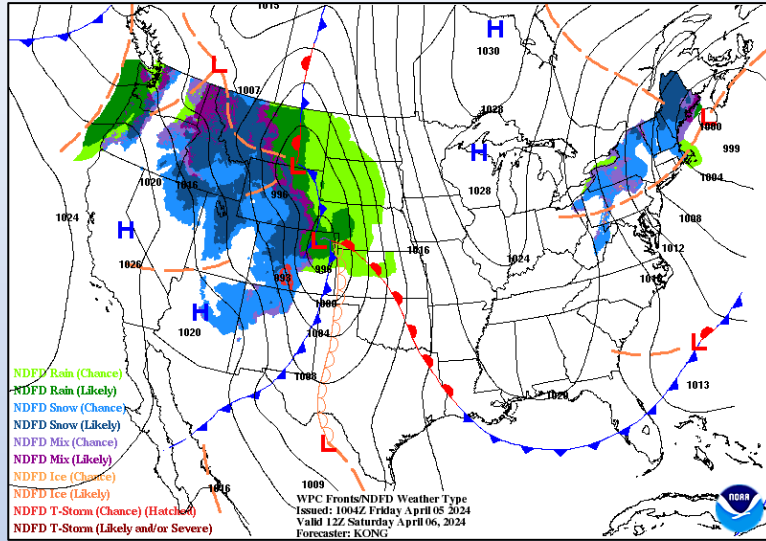 1015
H
1030
L
1007
1028
L
1000
H
999
1020
1016
L
996
1028
1004
1024
1008
H
L
1016
1012
1026
1024
996
993
1000
H
1020
1004
L
1008
1013
1020
NDFD Rain (Chance)
NDFD Rain (Likely)
NDFD Snow (Chance)
NDFD Snow (Likely)
NDFD Mix (Chance)
NDFD Mix (Likely)
NDFD Ice (Chance)
NDFD Ice (Likely)
NDFD T-Storm (Chance) (Hatched)
NDFD T-Storm (Likely and/or Severe)
L
1016
1009
WPC Fronts/NDFD Weather Type
Issued: 1004Z Friday April 05 2024
Valid 12Z Saturday April 06, 2024
Forecaster: KONG
NOAA